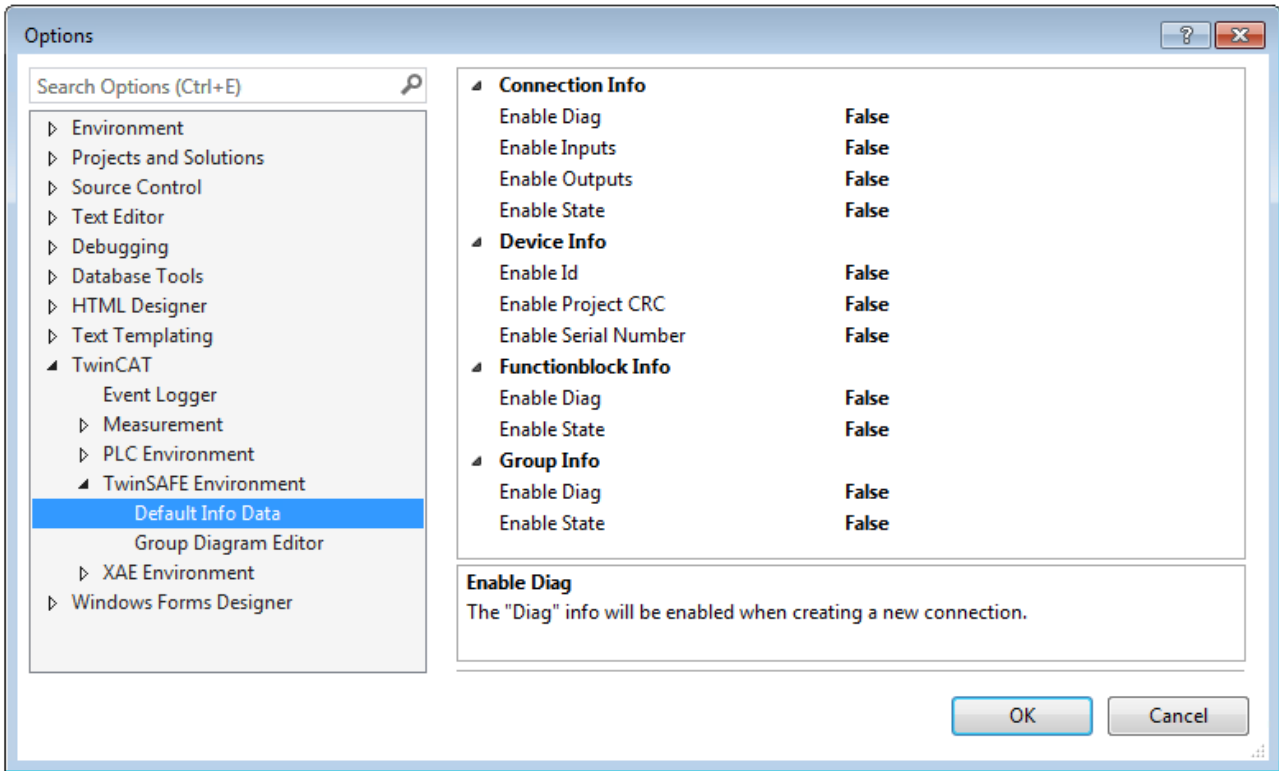 Options
Search Options (Ctrl+E)
Environment
Projects and Solutions
Source Control
Text Editor
Debugging
Database Tools
HTML Designer
Text Templating
TwinCAT
Event Logger
Measurement
PLC Environment
TwinSAFE Environment
Default Info Data
Group Diagram Editor
XAE Environment
Windows Forms Designer
Connection Info
Enable Diag False
Enable Inputs False
Enable Outputs False
Enable State False
Device Info
Enable Id False
Enable Project CRC False
Enable Serial Number False
Functionblock Info
Enable Diag False
Enable State False
Group Info
Enable Diag False
Enable State False
Enable Diag
The "Diag" info will be enabled when creating a new connection.
OK Cancel